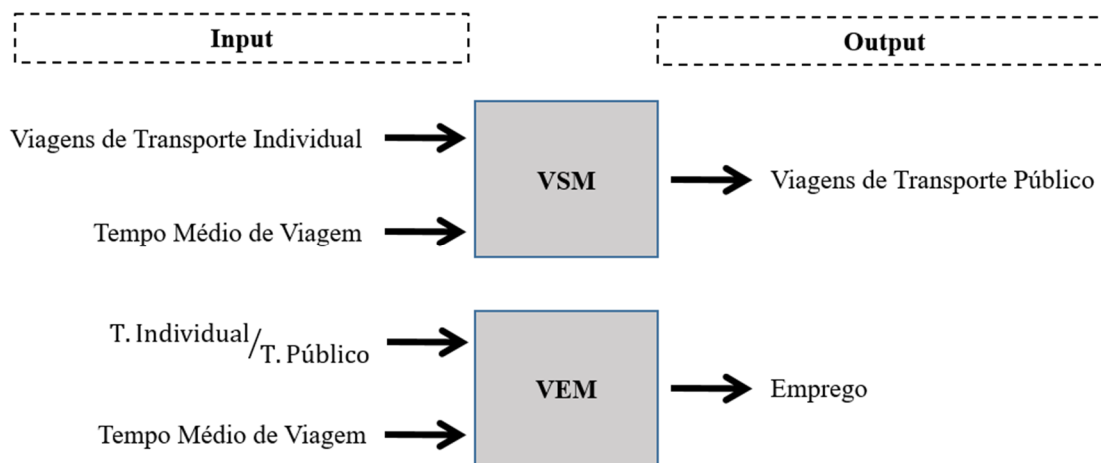 Input
Output
Viagens de Transporte Individual
VSM
Viagens de Transporte Público
Tempo Médio de Viagem
T. Individual/T. Público
VEM
Emprego
Tempo Médio de Viagem